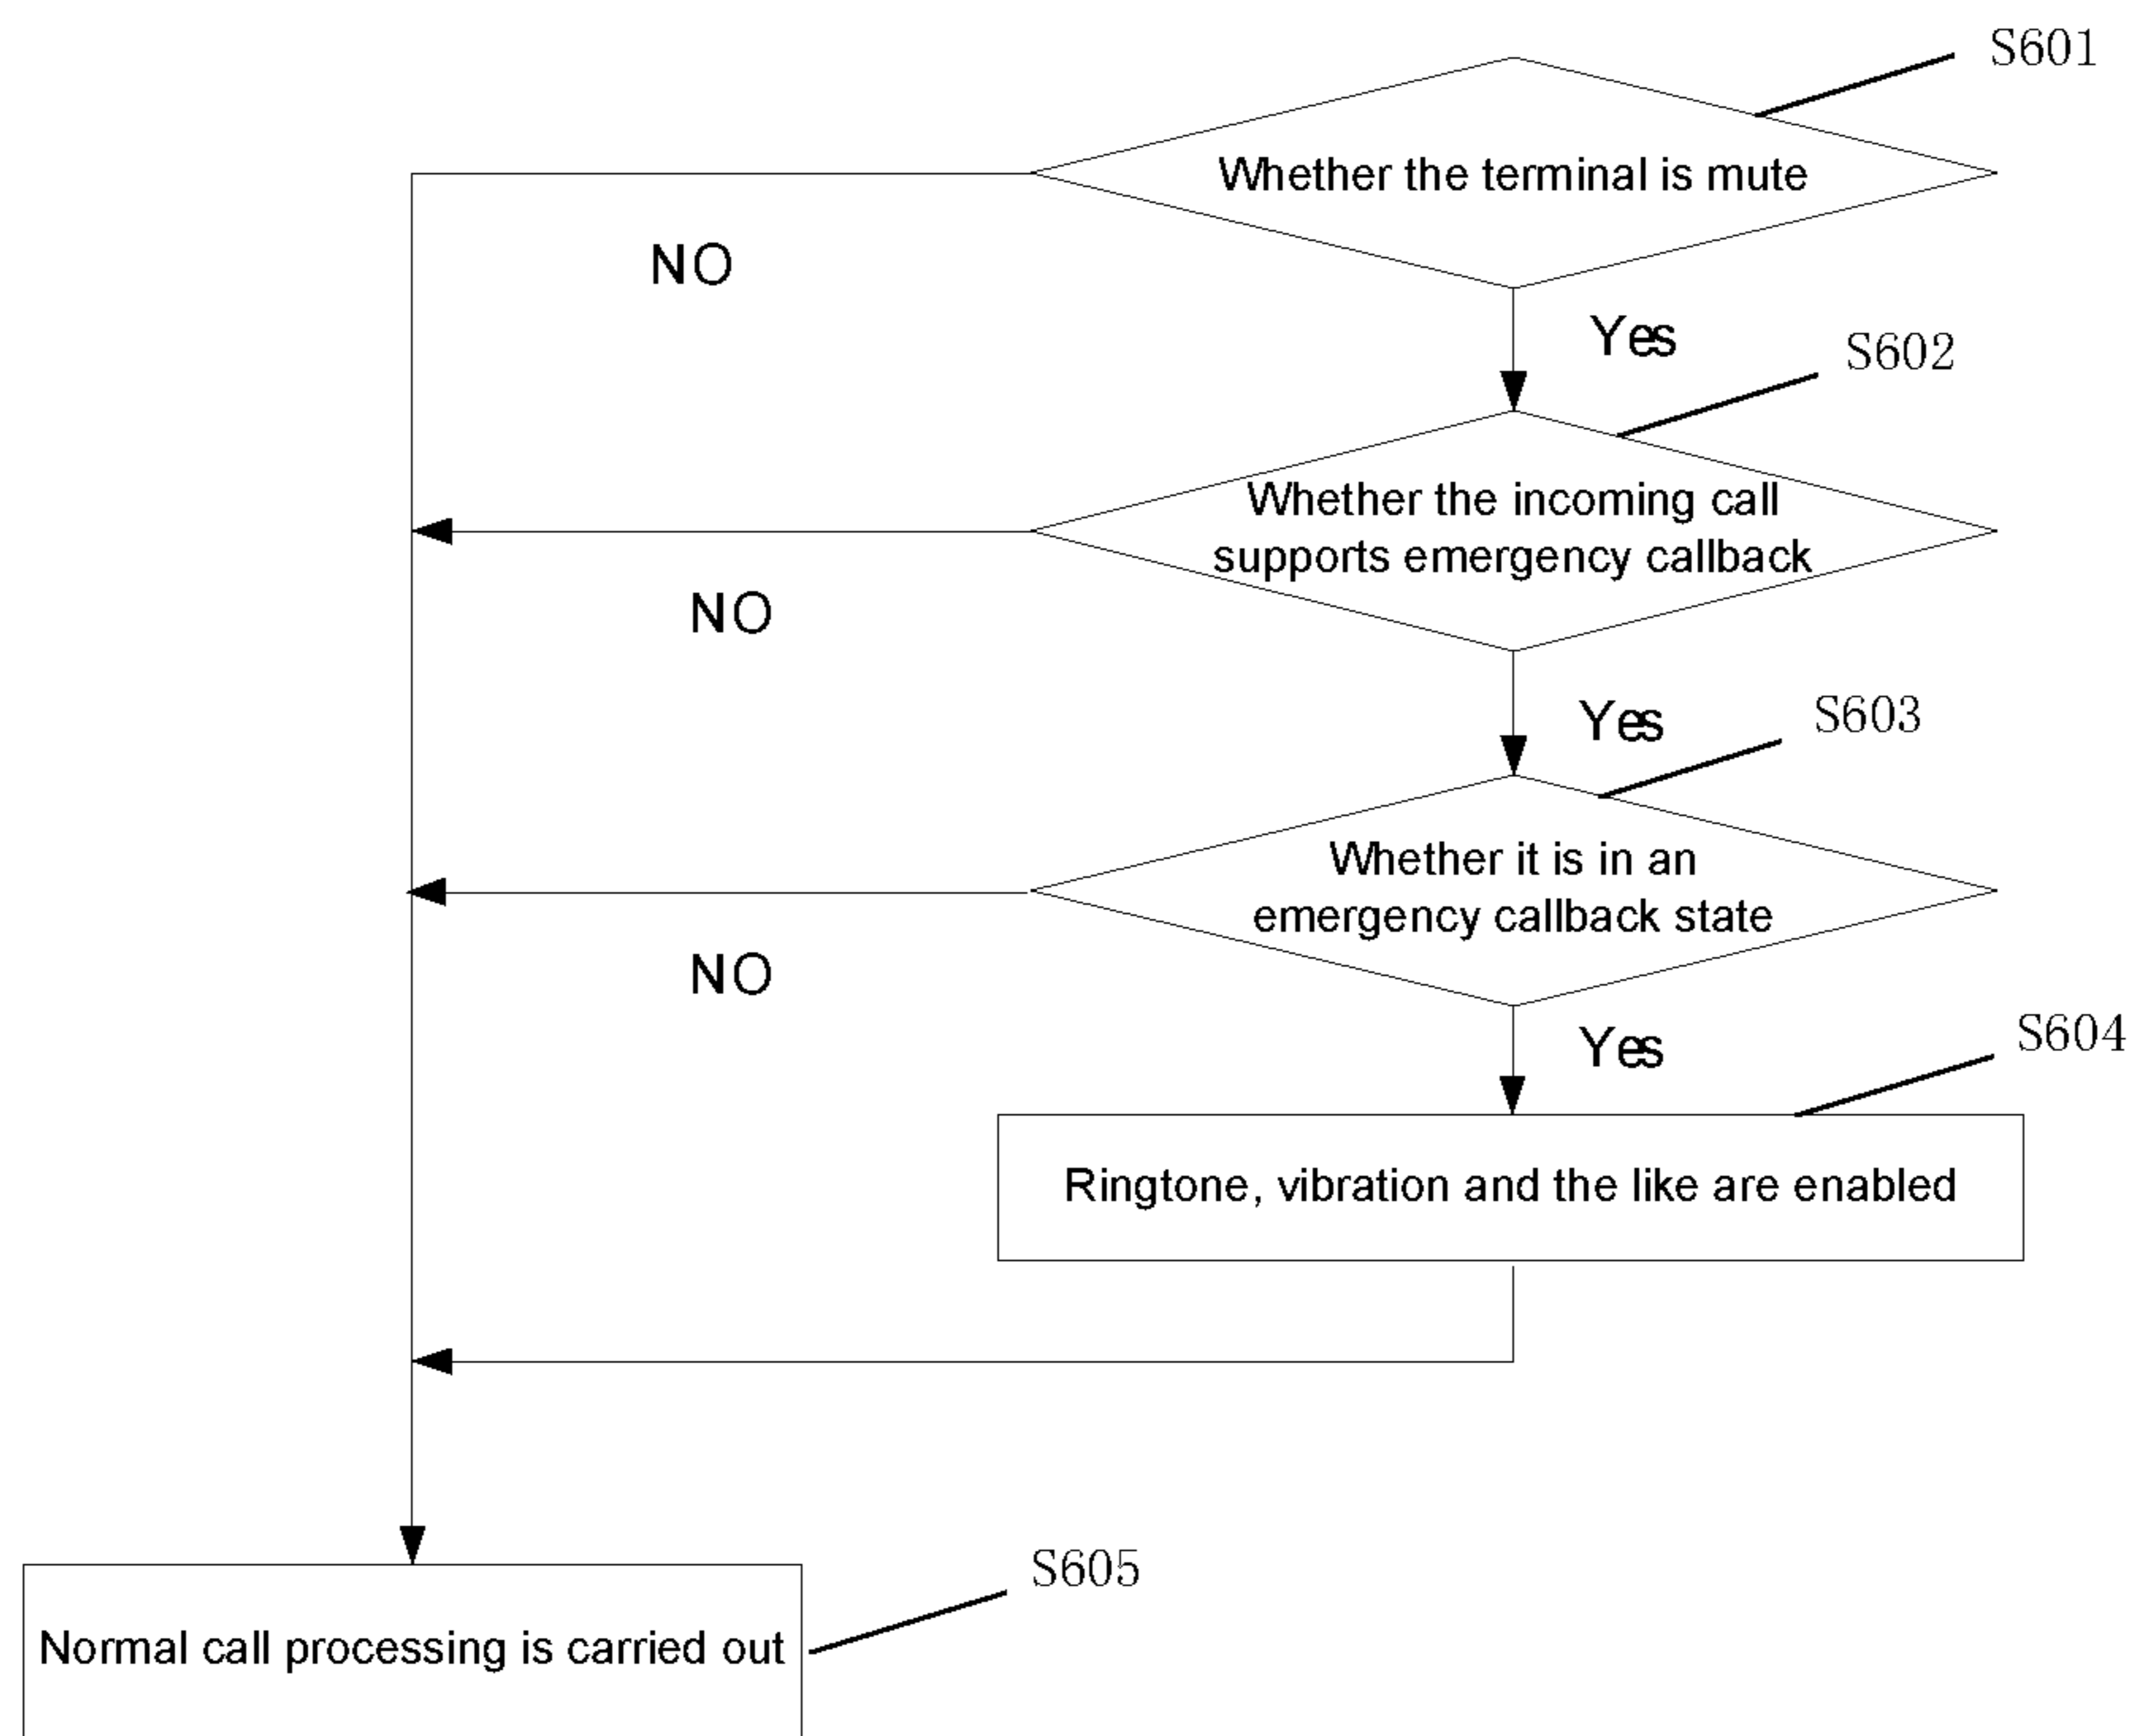 S601
Whether the terminal is mute
NO
Yes
S602
Whether the incoming call
supports emergency callback
NO
Yes
S603
Whether it is in an
emergency callback state
NO
Yes
S604
Ringtone, vibration and the like are enabled
S605
Normal call processing is carried out